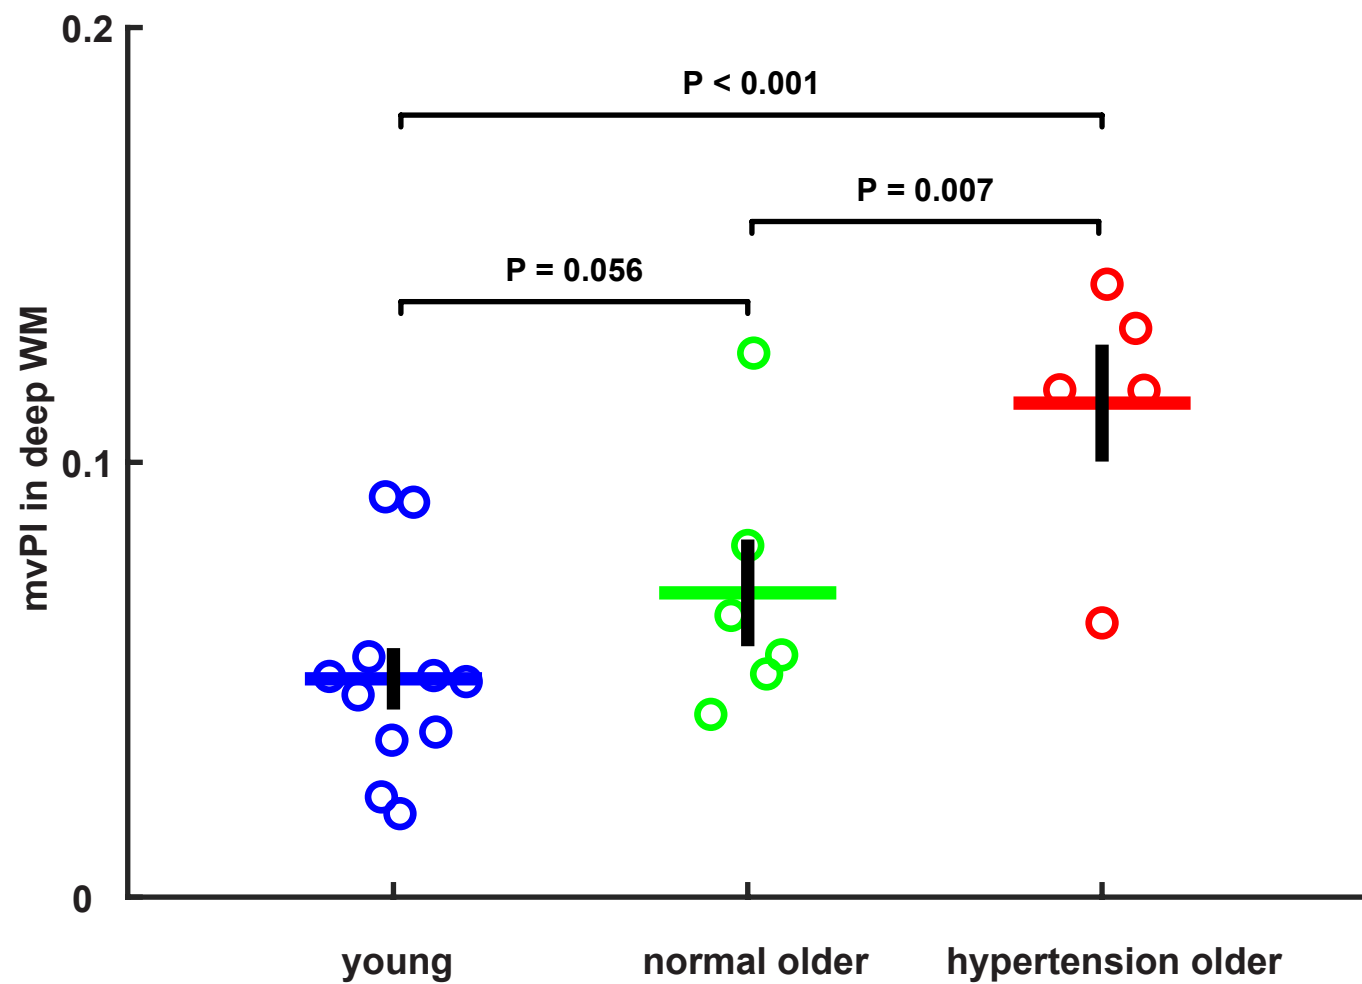 0.2
P < 0.001
P = 0.007
P = 0.056
mvPI in deep WM
0.1
0
young
normal older
hypertension older